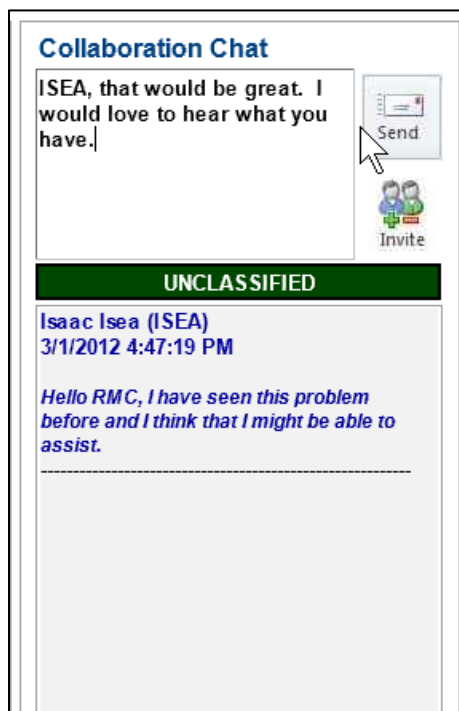 Collaboration Chat
ISEA, that would be great.  I
would love to hear what you
have.
Send
Invite
UNCLASSIFIED
Isaac Isea (ISEA)
3/1/2012 4:47:19 PM
Hello RMC, I have seen this problem
before and I think that I might be able to
assist.
---------------------------------------------------------